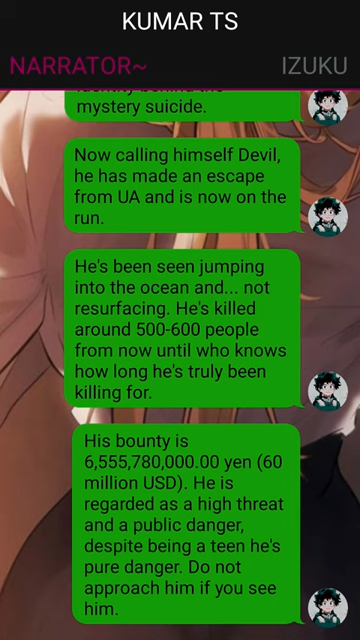 KUMAR TS
NARRATOR~ IZUKU
identity behind the
mystery suicide.
Now calling himself Devil,
he has made an escape
from UA and is now on the
run.
He's been seen jumping
into the ocean and... not
resurfacing. He's killed
around 500-600 people
from now until who knows
how long he's truly been
killing for.
His bounty is
6,555,780,000.00 yen (60
million USD). He is
regarded as a high threat
and a public danger,
despite being a teen he's
pure danger. Do not
approach him if you see
him.